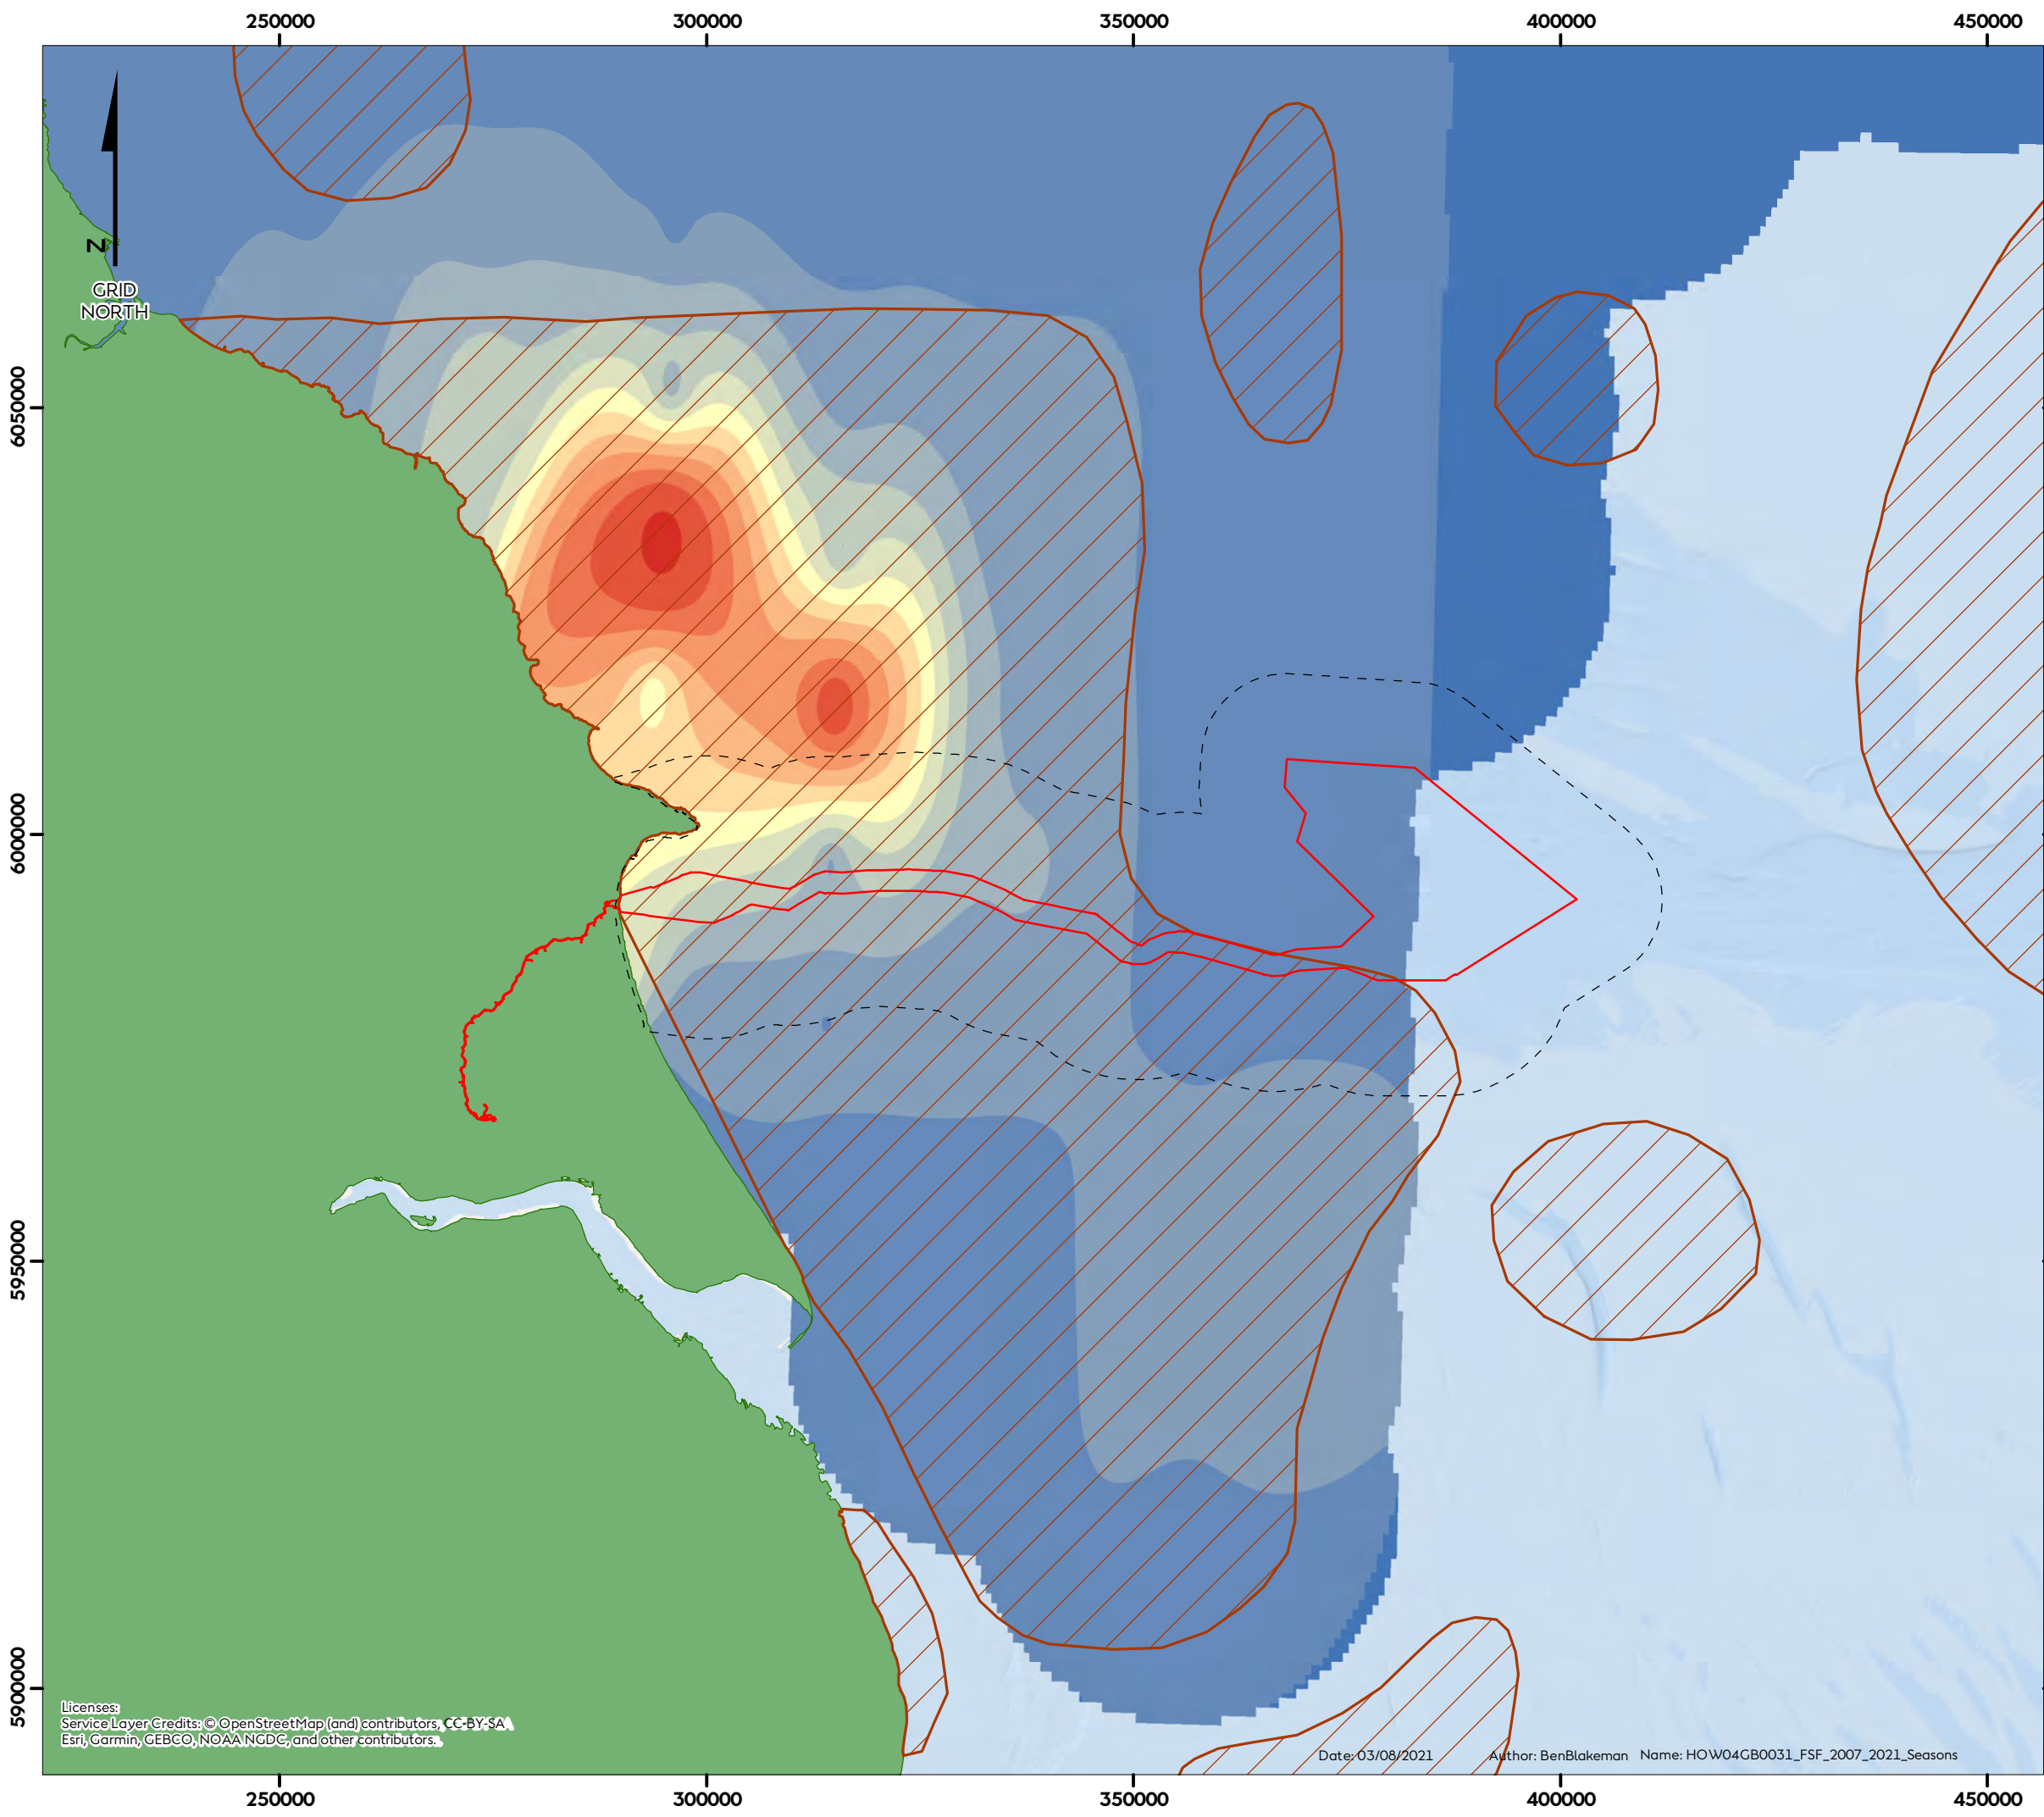 250000 300000 350000 400000 450000
N
GRID
NORTH
6050000
6000000
5950000
5900000
Licenses:
Service Layer Credits: © OpenStreetMap (and) contributors, CC-BY-SA
Esri, Garmin, GEBCO, NOAA NGDC, and other contributors.
Date: 03/08/2021 Author: BenBlakeman Name: HOW04GB0031_FSF_2007_2021_Seasons
250000 300000 350000 400000 450000